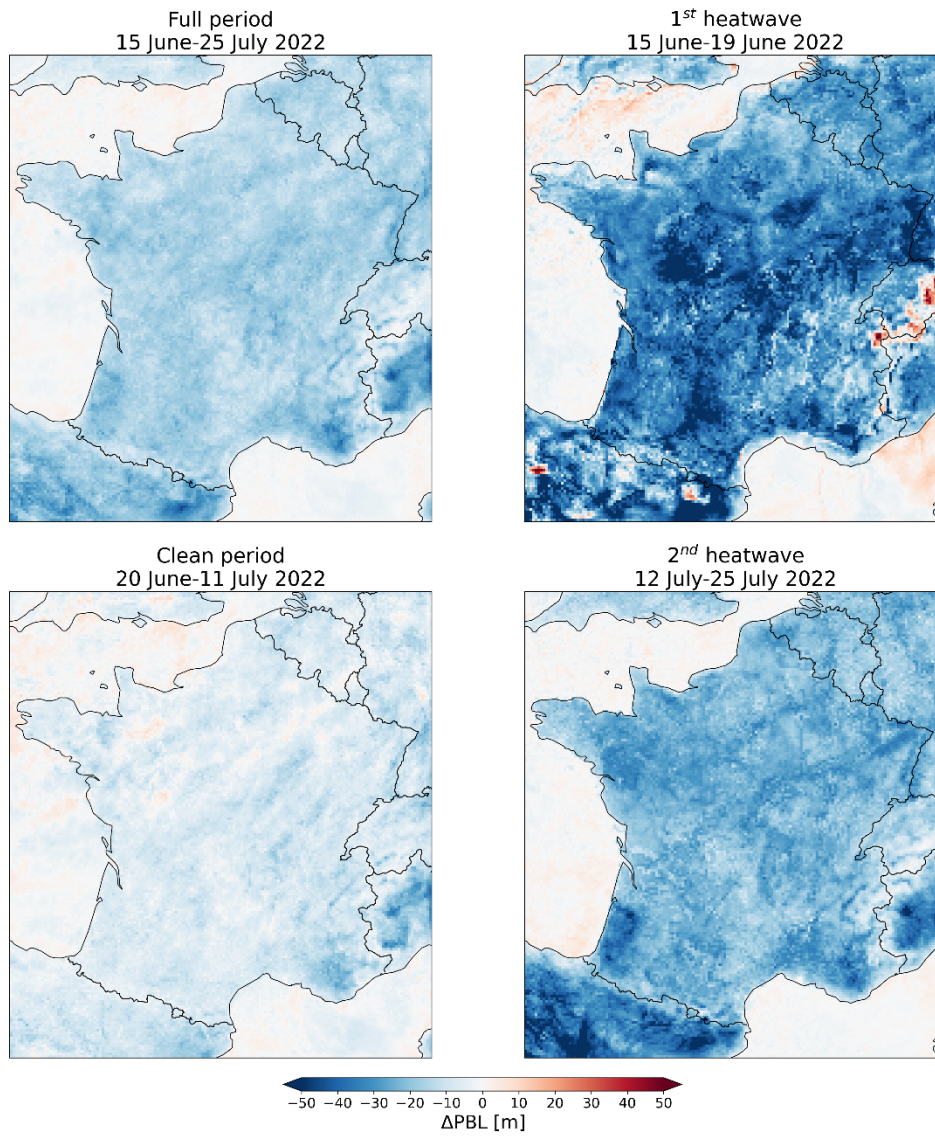 Full period
15 June-25 July 2022
1st heatwave
15 June-19 June 2022
Clean period
20 June-11 July 2022
2nd heatwave
12 July-25 July 2022
−50 −40 −30 −20 −10 0 10 20 30 40 50
ΔPBL [m]